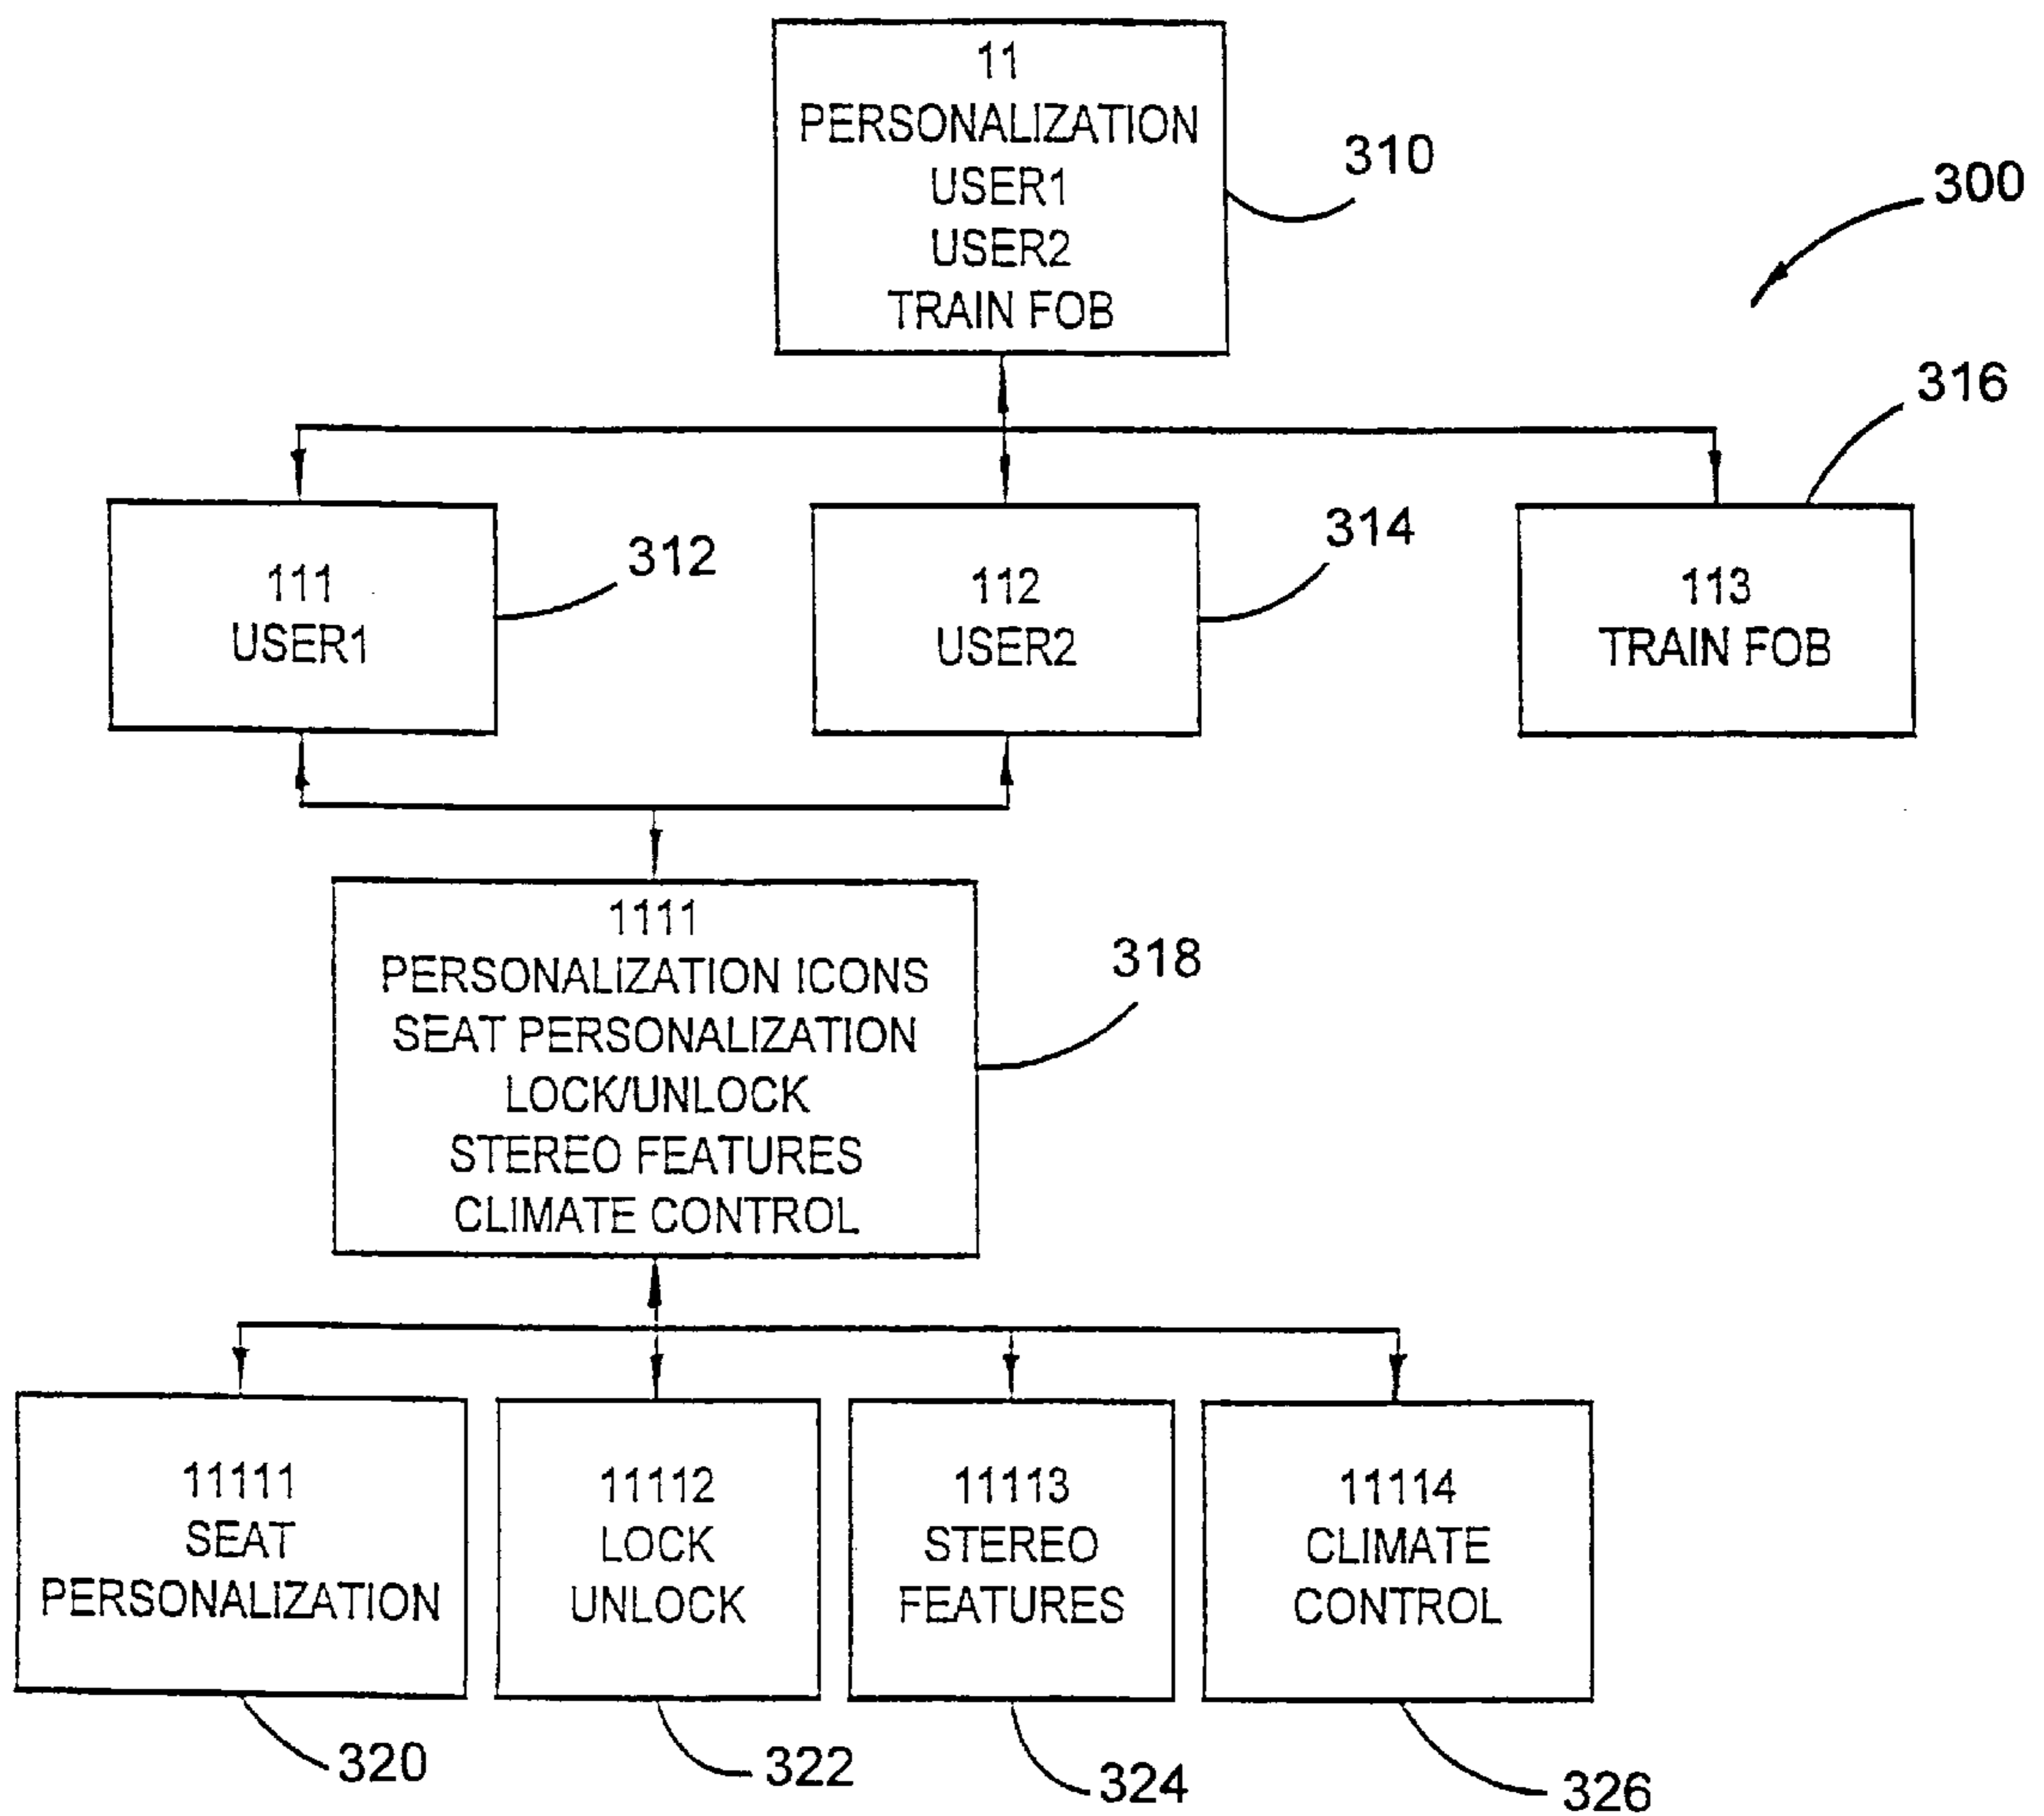 11
PERSONALIZATION
USER1
USER2
TRAIN FOB
310
300
316
111
USER1
312
112
USER2
314
113
TRAIN FOB
1111
PERSONALIZATION ICONS
SEAT PERSONALIZATION
LOCK/UNLOCK
STEREO FEATURES
CLIMATE CONTROL
318
11111
SEAT
PERSONALIZATION
11112
LOCK
UNLOCK
11113
STEREO
FEATURES
11114
CLIMATE
CONTROL
320
322
324
326